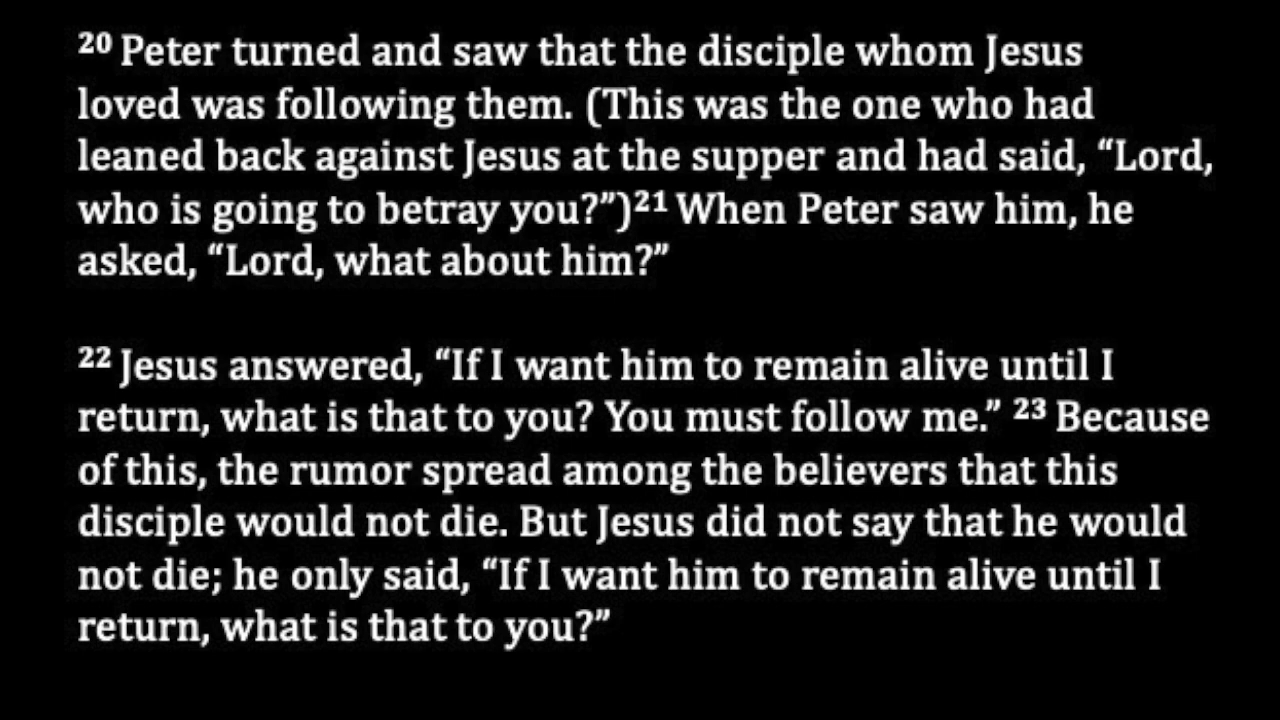 ²⁰ Peter turned and saw that the disciple whom Jesus
loved was following them. (This was the one who had
leaned back against Jesus at the supper and had said, “Lord,
who is going to betray you?”)²¹ When Peter saw him, he
asked, “Lord, what about him?”
²² Jesus answered, “If I want him to remain alive until I
return, what is that to you? You must follow me.” ²³ Because
of this, the rumor spread among the believers that this
disciple would not die. But Jesus did not say that he would
not die; he only said, “If I want him to remain alive until I
return, what is that to you?”